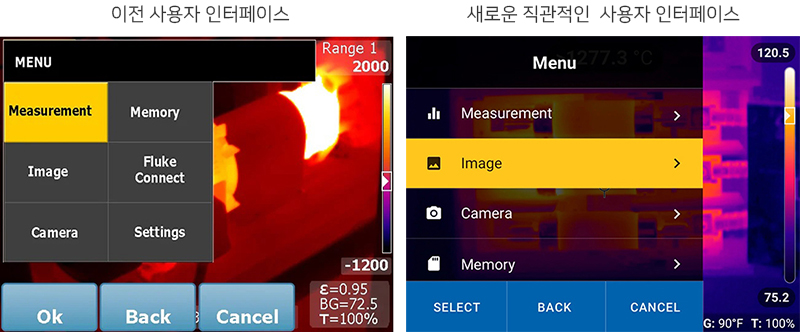 이전 사용자 인터페이스
MENU
Range 1
2000
Measurement
Memory
Image
Fluke
Connect
Camera
Settings
-1200
ε=0.95
BG=72.5
T=100%
Ok
Back
Cancel
새로운 직관적인 사용자 인터페이스
1277.3 °C
Menu
120.5
Measurement
Image
Camera
Memory
75.2
SELECT
BACK
CANCEL
G: 90°F T: 100%